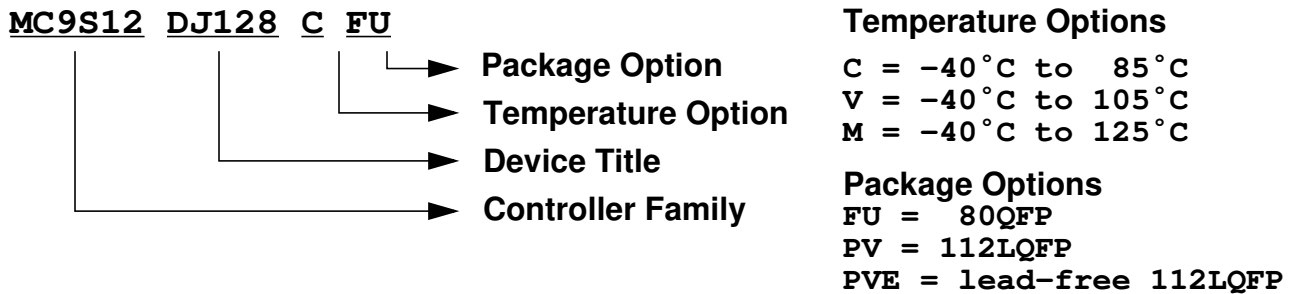 MC9S12 DJ128 C FU
Package Option
Temperature Option
Device Title
Controller Family
Temperature Options
C = −40˚C to 85˚C
V = −40˚C to 105˚C
M = −40˚C to 125˚C
Package Options
FU = 80QFP
PV = 112LQFP
PVE = lead−free 112LQFP